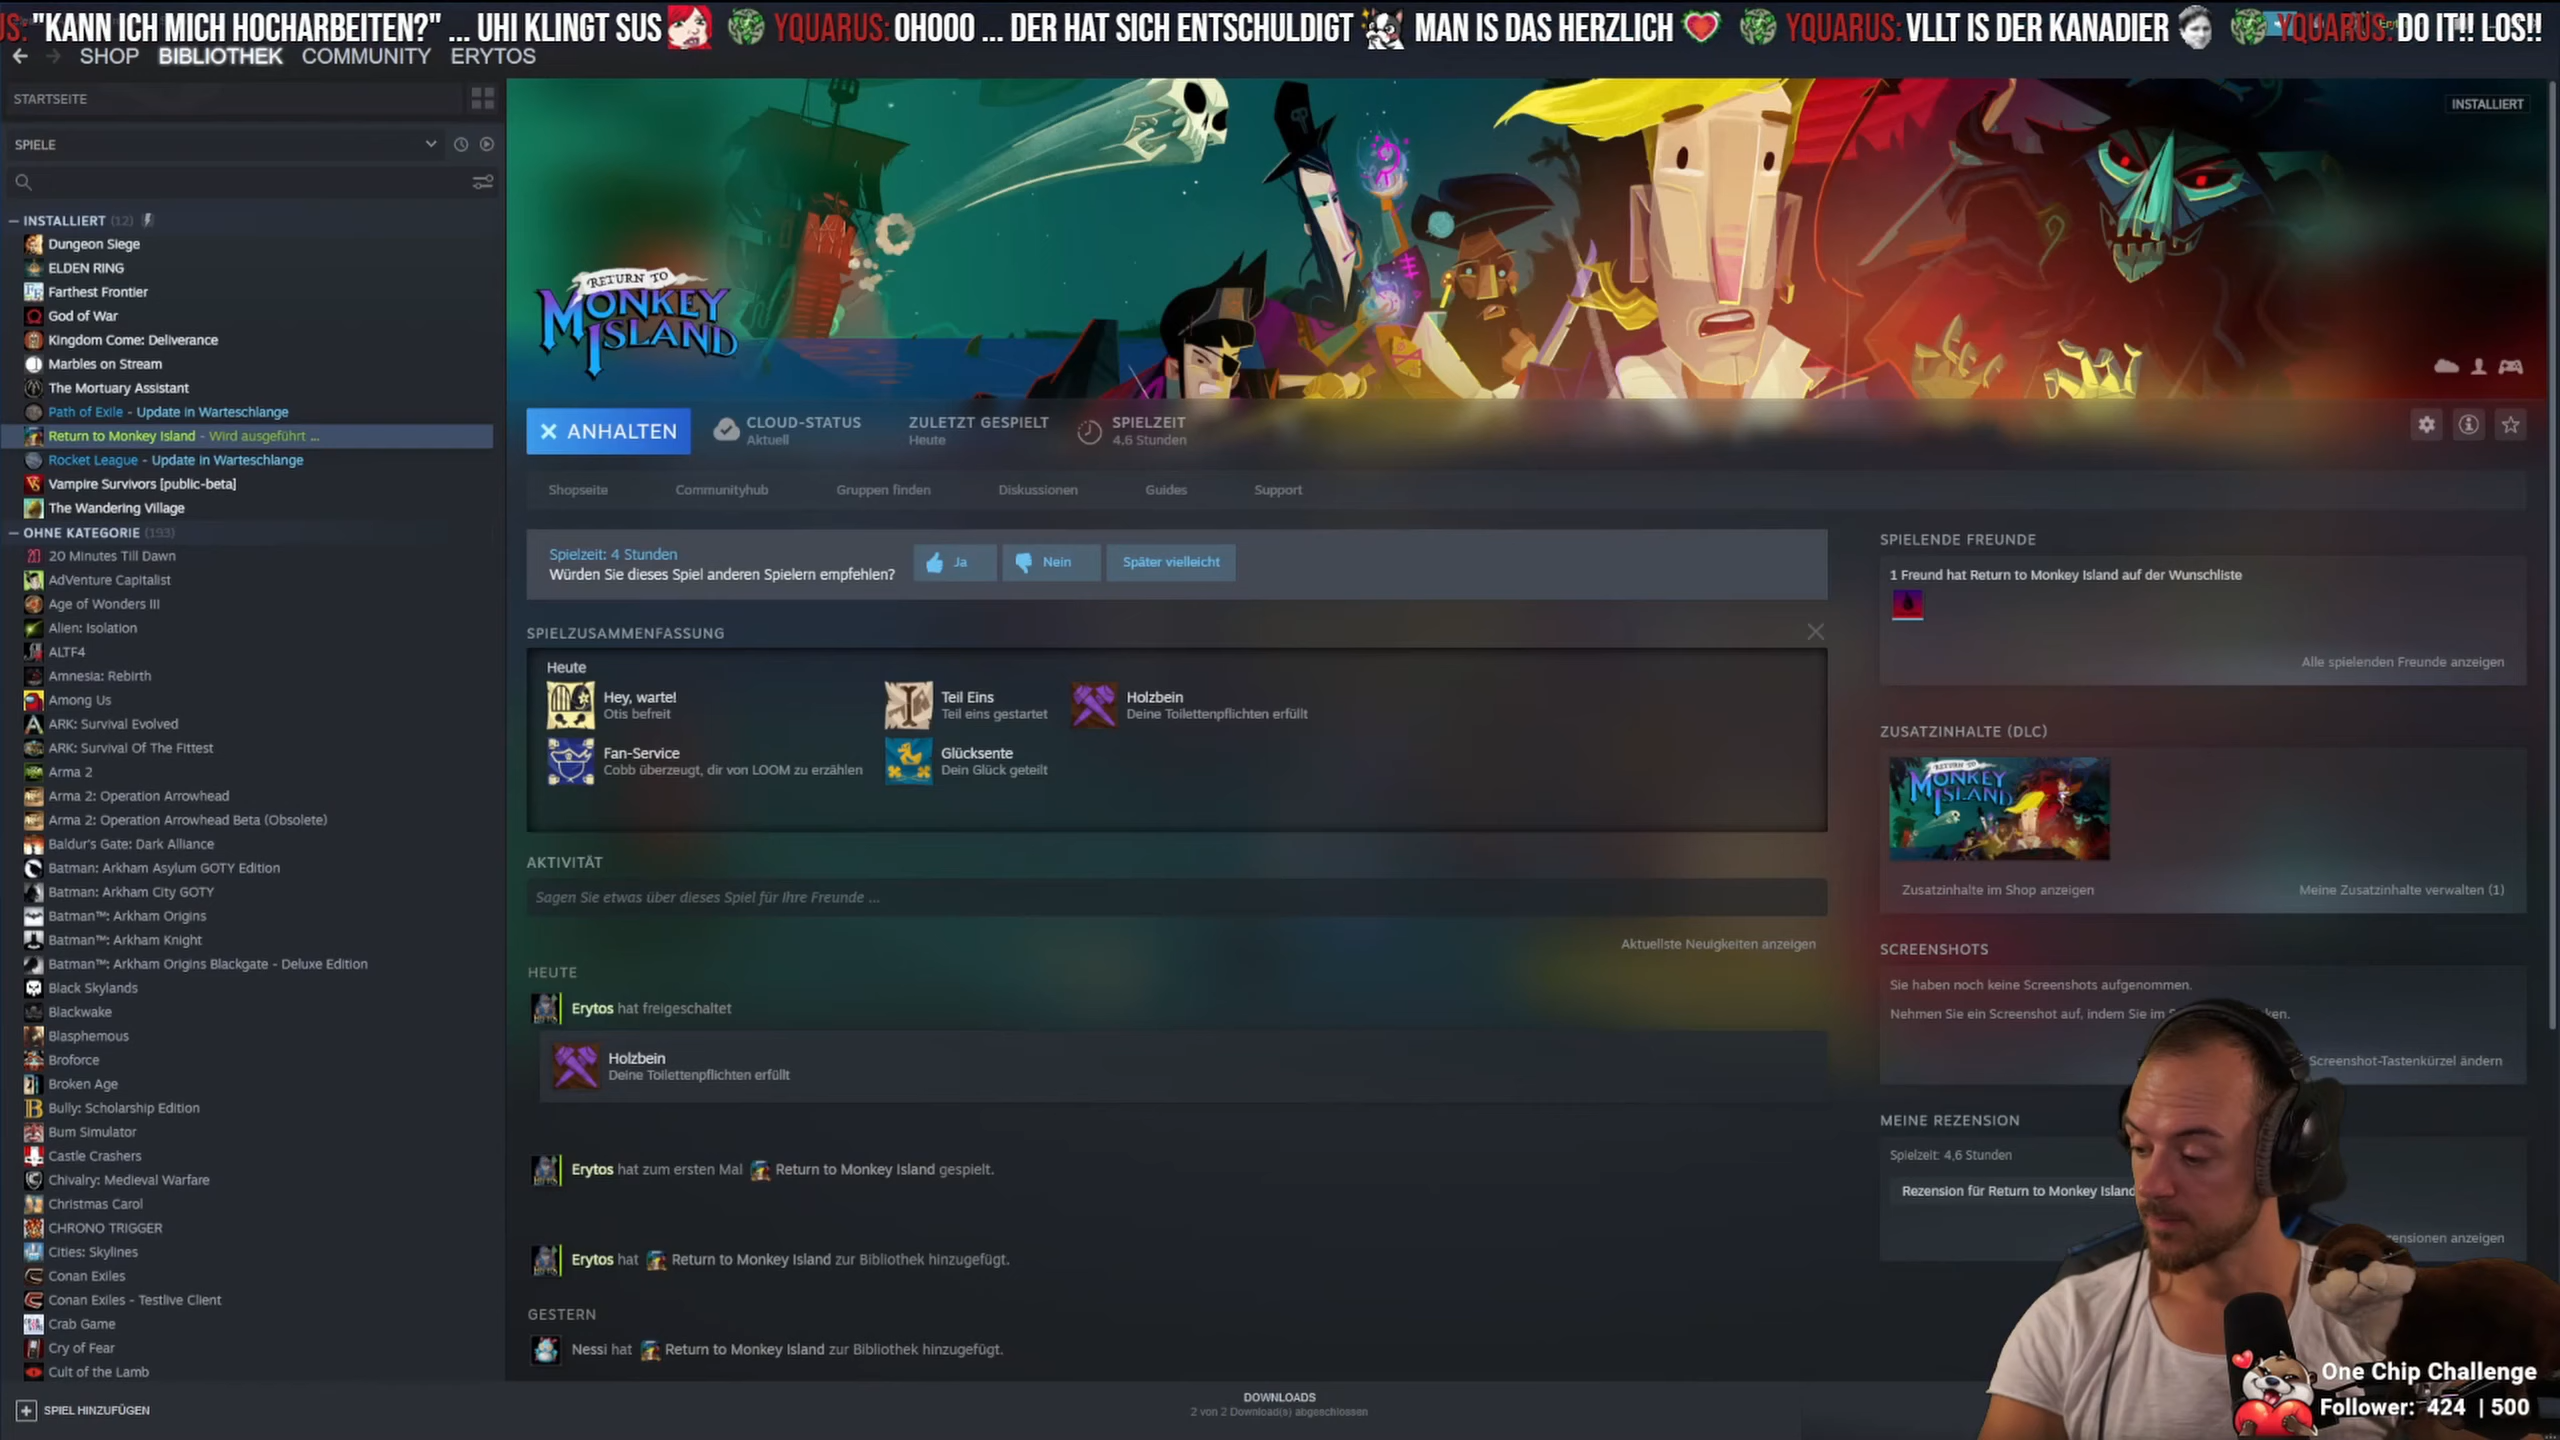 US: "KANN ICH MICH HOCHARBEITEN?" ... UHI KLINGT SUS YQUARUS: OHOOO ... DER HAT SICH ENTSCHULDIGT MAN IS DAS HERZLICH YQUARUS: VLLT IS DER KANADIER YQUARUS: DO IT!! LOS!!
SHOP BIBLIOTHEK COMMUNITY ERYTOS
STARTSEITE
SPIELE
INSTALLIERT (12)
Dungeon Siege
ELDEN RING
Farthest Frontier
God of War
Kingdom Come: Deliverance
Marbles on Stream
The Mortuary Assistant
Path of Exile - Update in Warteschlange
Return to Monkey Island - Wird ausgeführt ...
Rocket League - Update in Warteschlange
Vampire Survivors [public-beta]
The Wandering Village
OHNE KATEGORIE (193)
20 Minutes Till Dawn
AdVenture Capitalist
Age of Wonders III
Alien: Isolation
ALTF4
Amnesia: Rebirth
Among Us
ARK: Survival Evolved
ARK: Survival Of The Fittest
Arma 2
Arma 2: Operation Arrowhead
Arma 2: Operation Arrowhead Beta (Obsolete)
Baldur's Gate: Dark Alliance
Batman: Arkham Asylum GOTY Edition
Batman: Arkham City GOTY
Batman™: Arkham Origins
Batman™: Arkham Knight
Batman™: Arkham Origins Blackgate - Deluxe Edition
Black Skylands
Blackwake
Blasphemous
Broforce
Broken Age
Bully: Scholarship Edition
Bum Simulator
Castle Crashers
Chivalry: Medieval Warfare
Christmas Carol
CHRONO TRIGGER
Cities: Skylines
Conan Exiles
Conan Exiles - Testlive Client
Crab Game
Cry of Fear
Cult of the Lamb
SPIEL HINZUFÜGEN
RETURN TO
MONKEY
ISLAND
INSTALLIERT
ANHALTEN
CLOUD-STATUS
Aktuell
ZULETZT GESPIELT
Heute
SPIELZEIT
4,6 Stunden
Shopseite Communityhub Gruppen finden Diskussionen Guides Support
Spielzeit: 4 Stunden
Würden Sie dieses Spiel anderen Spielern empfehlen?
Ja Nein Später vielleicht
SPIELZUSAMMENFASSUNG
Heute
Hey, warte!
Otis befreit
Teil Eins
Teil eins gestartet
Holzbein
Deine Toilettenpflichten erfüllt
Fan-Service
Cobb überzeugt, dir von LOOM zu erzählen
Glücksente
Dein Glück geteilt
AKTIVITÄT
Sagen Sie etwas über dieses Spiel für Ihre Freunde ...
Aktuellste Neuigkeiten anzeigen
HEUTE
Erytos hat freigeschaltet
Holzbein
Deine Toilettenpflichten erfüllt
Erytos hat zum ersten Mal Return to Monkey Island gespielt.
Erytos hat Return to Monkey Island zur Bibliothek hinzugefügt.
GESTERN
Nessi hat Return to Monkey Island zur Bibliothek hinzugefügt.
SPIELENDE FREUNDE
1 Freund hat Return to Monkey Island auf der Wunschliste
Alle spielenden Freunde anzeigen
ZUSATZINHALTE (DLC)
RETURN TO
MONKEY
ISLAND
Zusatzinhalte im Shop anzeigen
Meine Zusatzinhalte verwalten (1)
SCREENSHOTS
Sie haben noch keine Screenshots aufgenommen.
Nehmen Sie ein Screenshot auf, indem Sie im
Screenshot-Tastenkürzel ändern
MEINE REZENSION
Spielzeit: 4,6 Stunden
Rezension für Return to Monkey Island
anzeigen
DOWNLOADS
2 von 2 Download(s) abgeschlossen
One Chip Challenge
Follower: 424 | 500